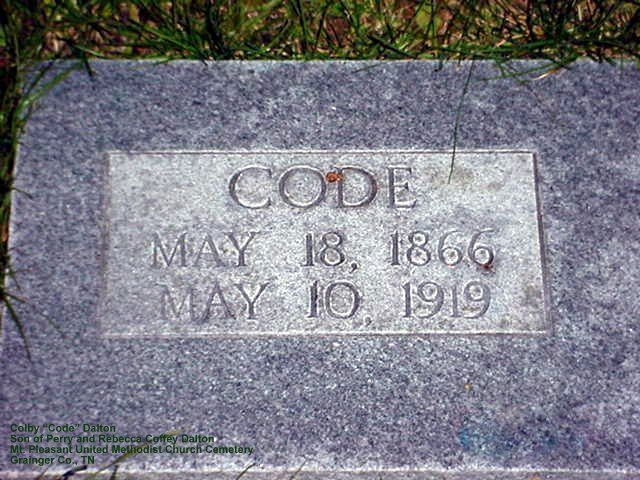 CODE
MAY 18, 1866
MAY 10, 1919
Colby "Code" Dalton
Son of Perry and Rebecca Coffey Dalton
Mt. Pleasant United Methodist Church Cemetery
Grainger Co., TN